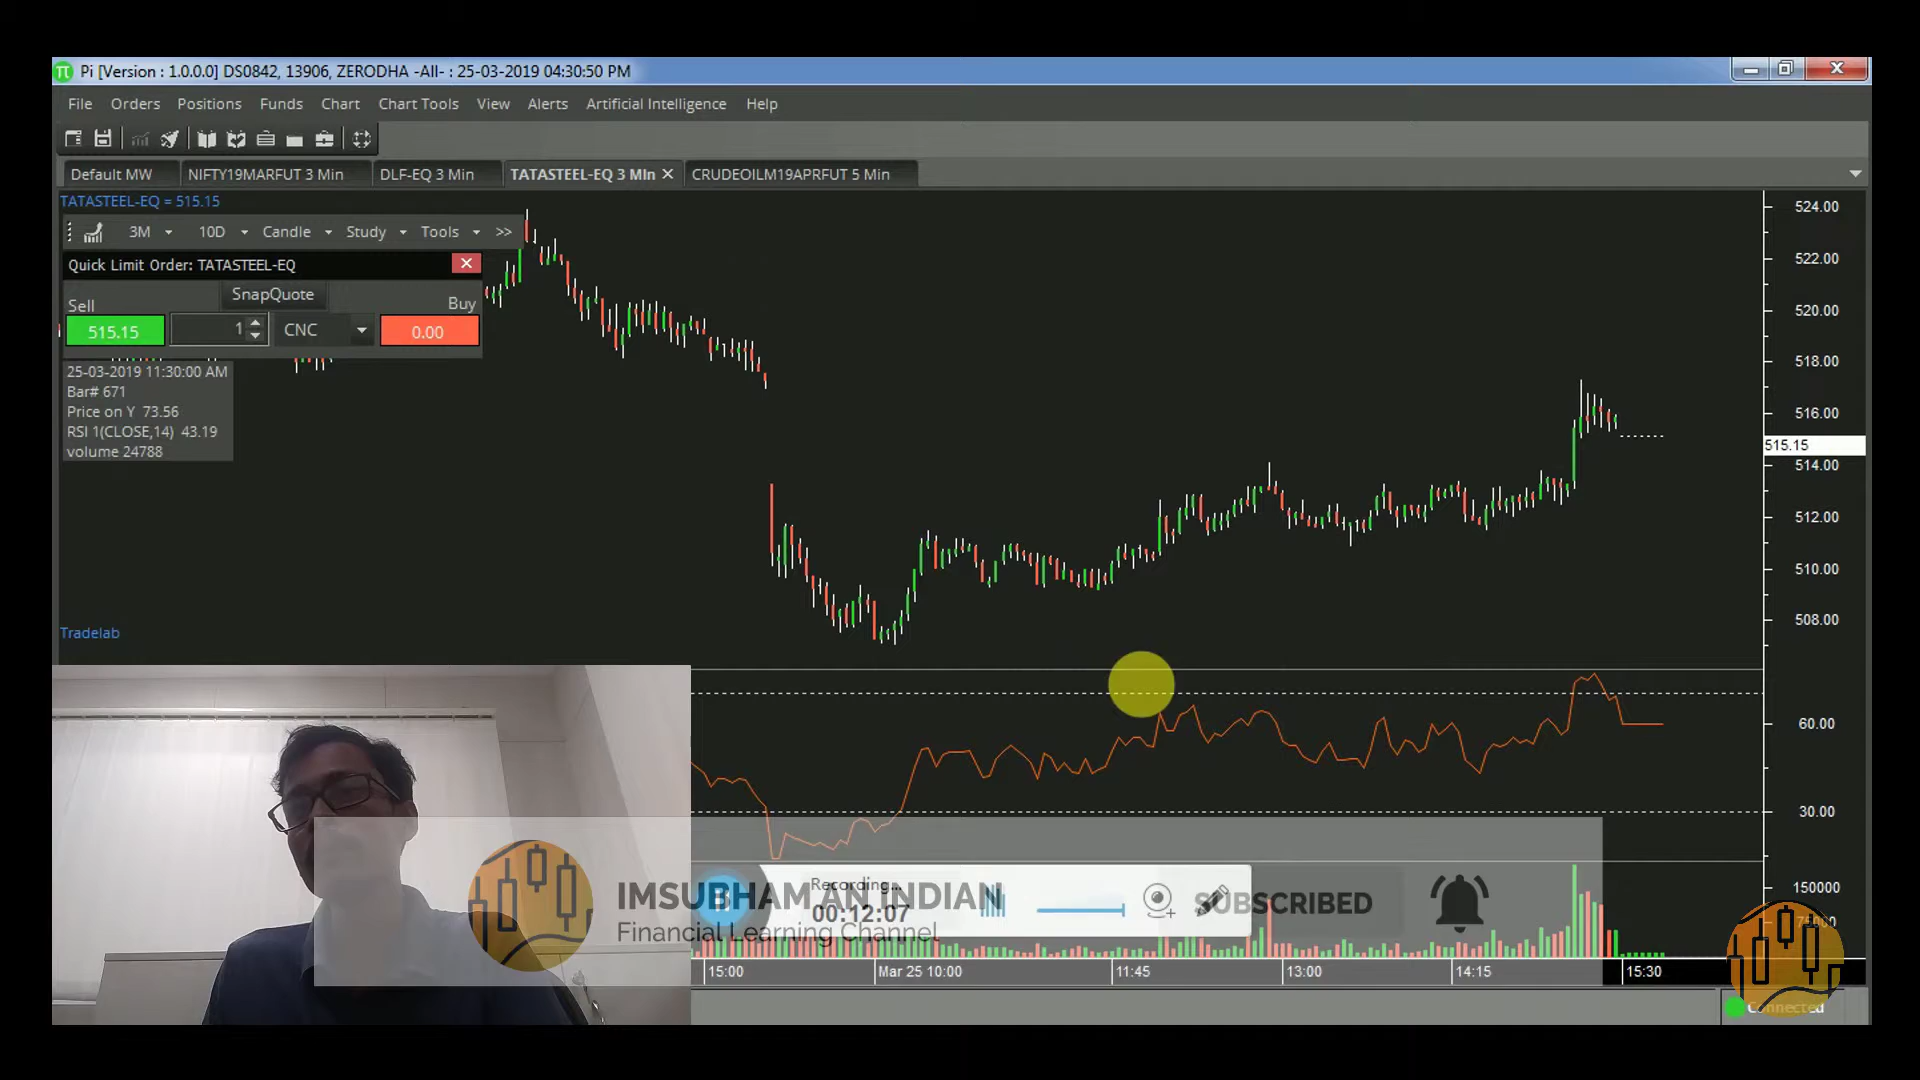 Pi [Version : 1.0.0.0] DS0842, 13906, ZERODHA -All- : 25-03-2019 04:30:50 PM
File Orders Positions Funds Chart Chart Tools View Alerts Artificial Intelligence Help
Default MW NIFTY19MARFUT 3 Min DLF-EQ 3 Min TATASTEEL-EQ 3 MIn CRUDEOILM19APRFUT 5 Min
TATASTEEL-EQ = 515.15
3M 10D Candle Study Tools >>
Quick Limit Order: TATASTEEL-EQ
SnapQuote
Sell Buy
515.15 1 CNC 0.00
25-03-2019 11:30:00 AM
Bar# 671
Price on Y 73.56
RSI 1(CLOSE,14) 43.19
volume 24788
524.00
522.00
520.00
518.00
516.00
515.15
514.00
512.00
510.00
508.00
Tradelab
60.00
30.00
150000
75000
Recording...
00:12:07
IMSUBHAM AN INDIAN
Financial Learning Channel
SUBSCRIBED
15:00 Mar 25 10:00 11:45 13:00 14:15 15:30
Connected